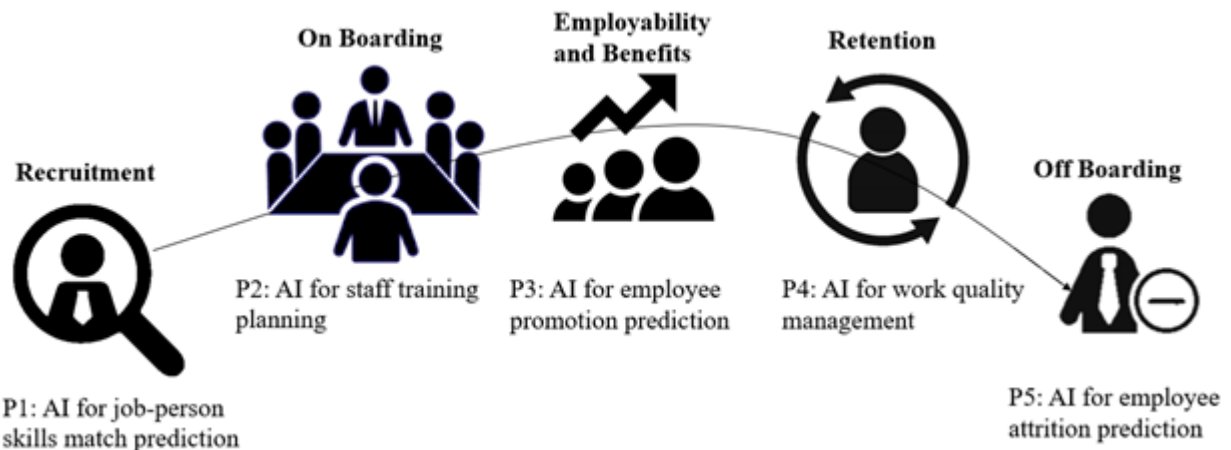 Recruitment
P1: AI for job-person
skills match prediction
On Boarding
P2: AI for staff training
planning
Employability
and Benefits
P3: AI for employee
promotion prediction
Retention
P4: AI for work quality
management
Off Boarding
P5: AI for employee
attrition prediction